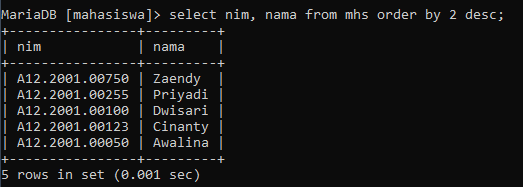 MariaDB [mahasiswa]> select nim, nama from mhs order by 2 desc;
+----------------+---------+
| nim            | nama    |
+----------------+---------+
| A12.2001.00750 | Zaendy  |
| A12.2001.00255 | Priyadi |
| A12.2001.00100 | Dwisari |
| A12.2001.00123 | Cinanty |
| A12.2001.00050 | Awalina |
+----------------+---------+
5 rows in set (0.001 sec)